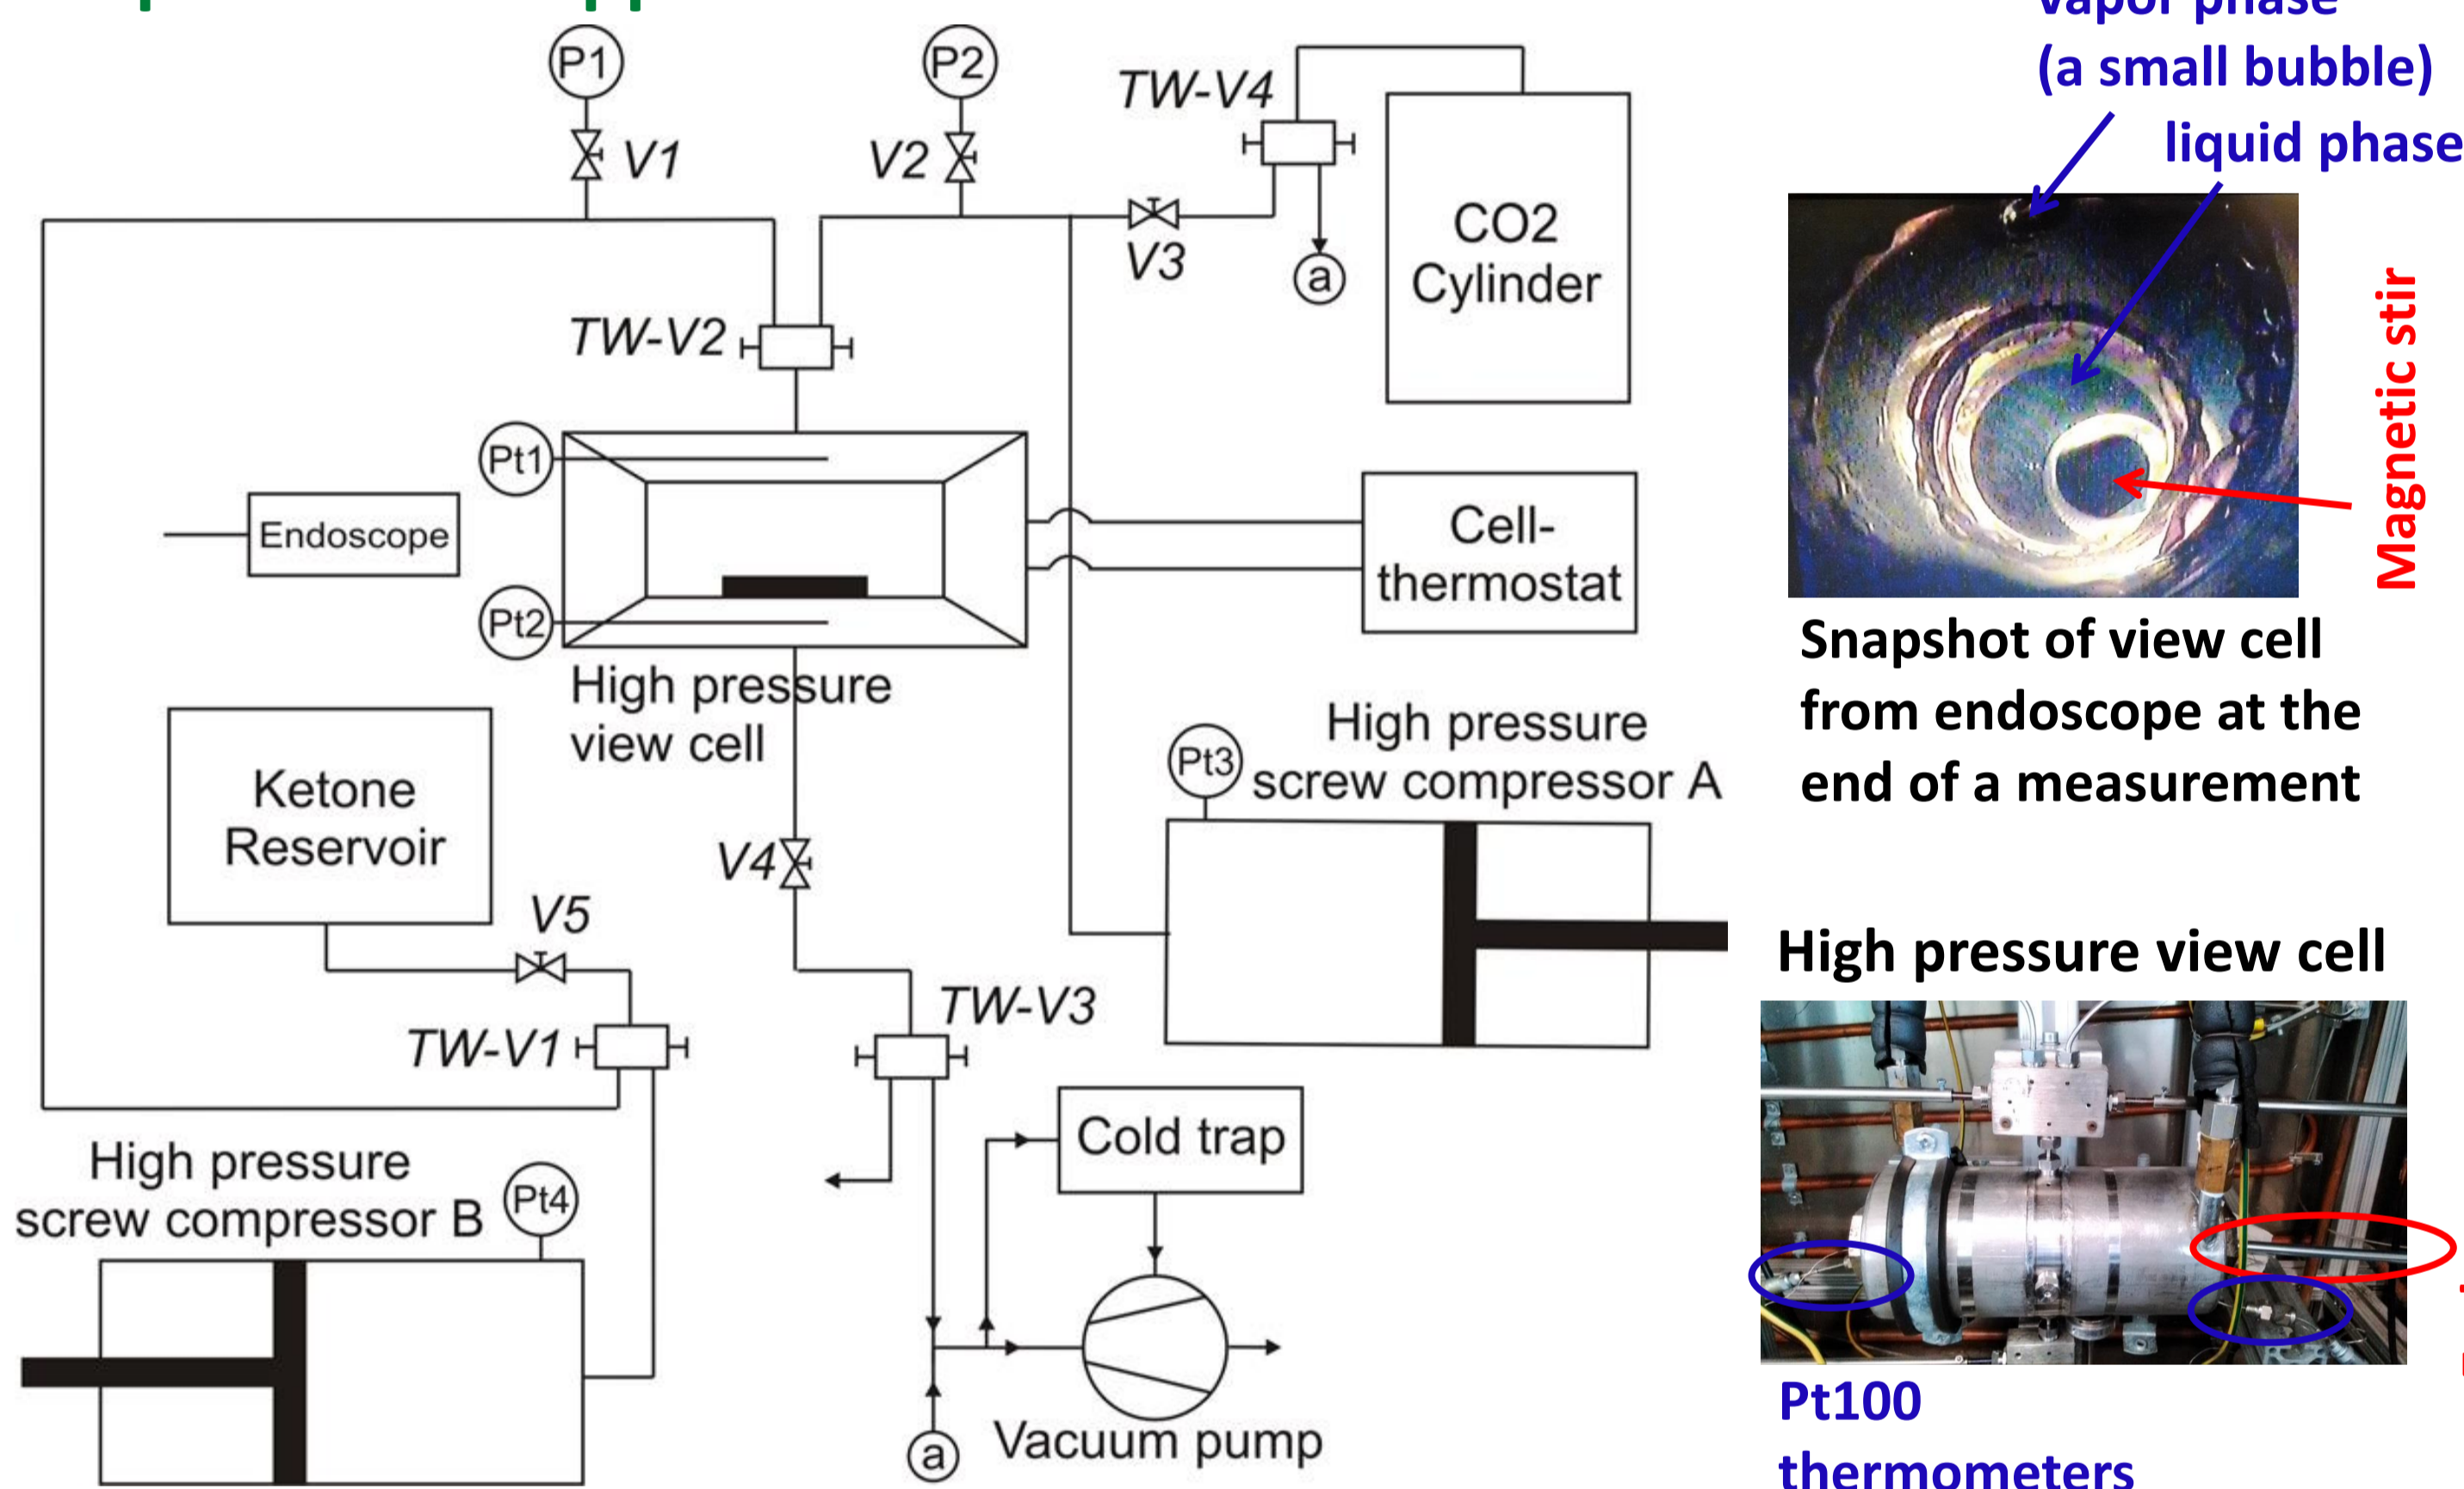 P1
P2
TW-V4
V1
V2
V3
a
CO2
Cylinder
TW-V2
Pt1
Endoscope
Pt2
High pressure
view cell
Cell-
thermostat
Ketone
Reservoir
V5
V4
Pt3
High pressure
screw compressor A
TW-V1
TW-V3
Cold trap
High pressure
screw compressor B
Pt4
Vacuum pump
a
vapor phase
(a small bubble)
liquid phase
Magnetic stir
Snapshot of view cell
from endoscope at the
end of a measurement
High pressure view cell
Pt100
thermometers